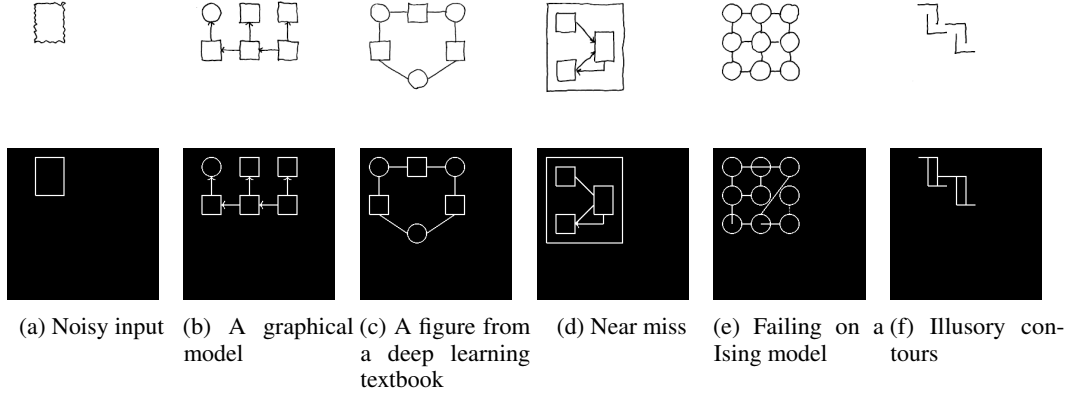 (a) Noisy input
(b) A graphical
model
(c) A figure from
a deep learning
textbook
(d) Near miss
(e) Failing on a
Ising model
(f) Illusory con-
tours